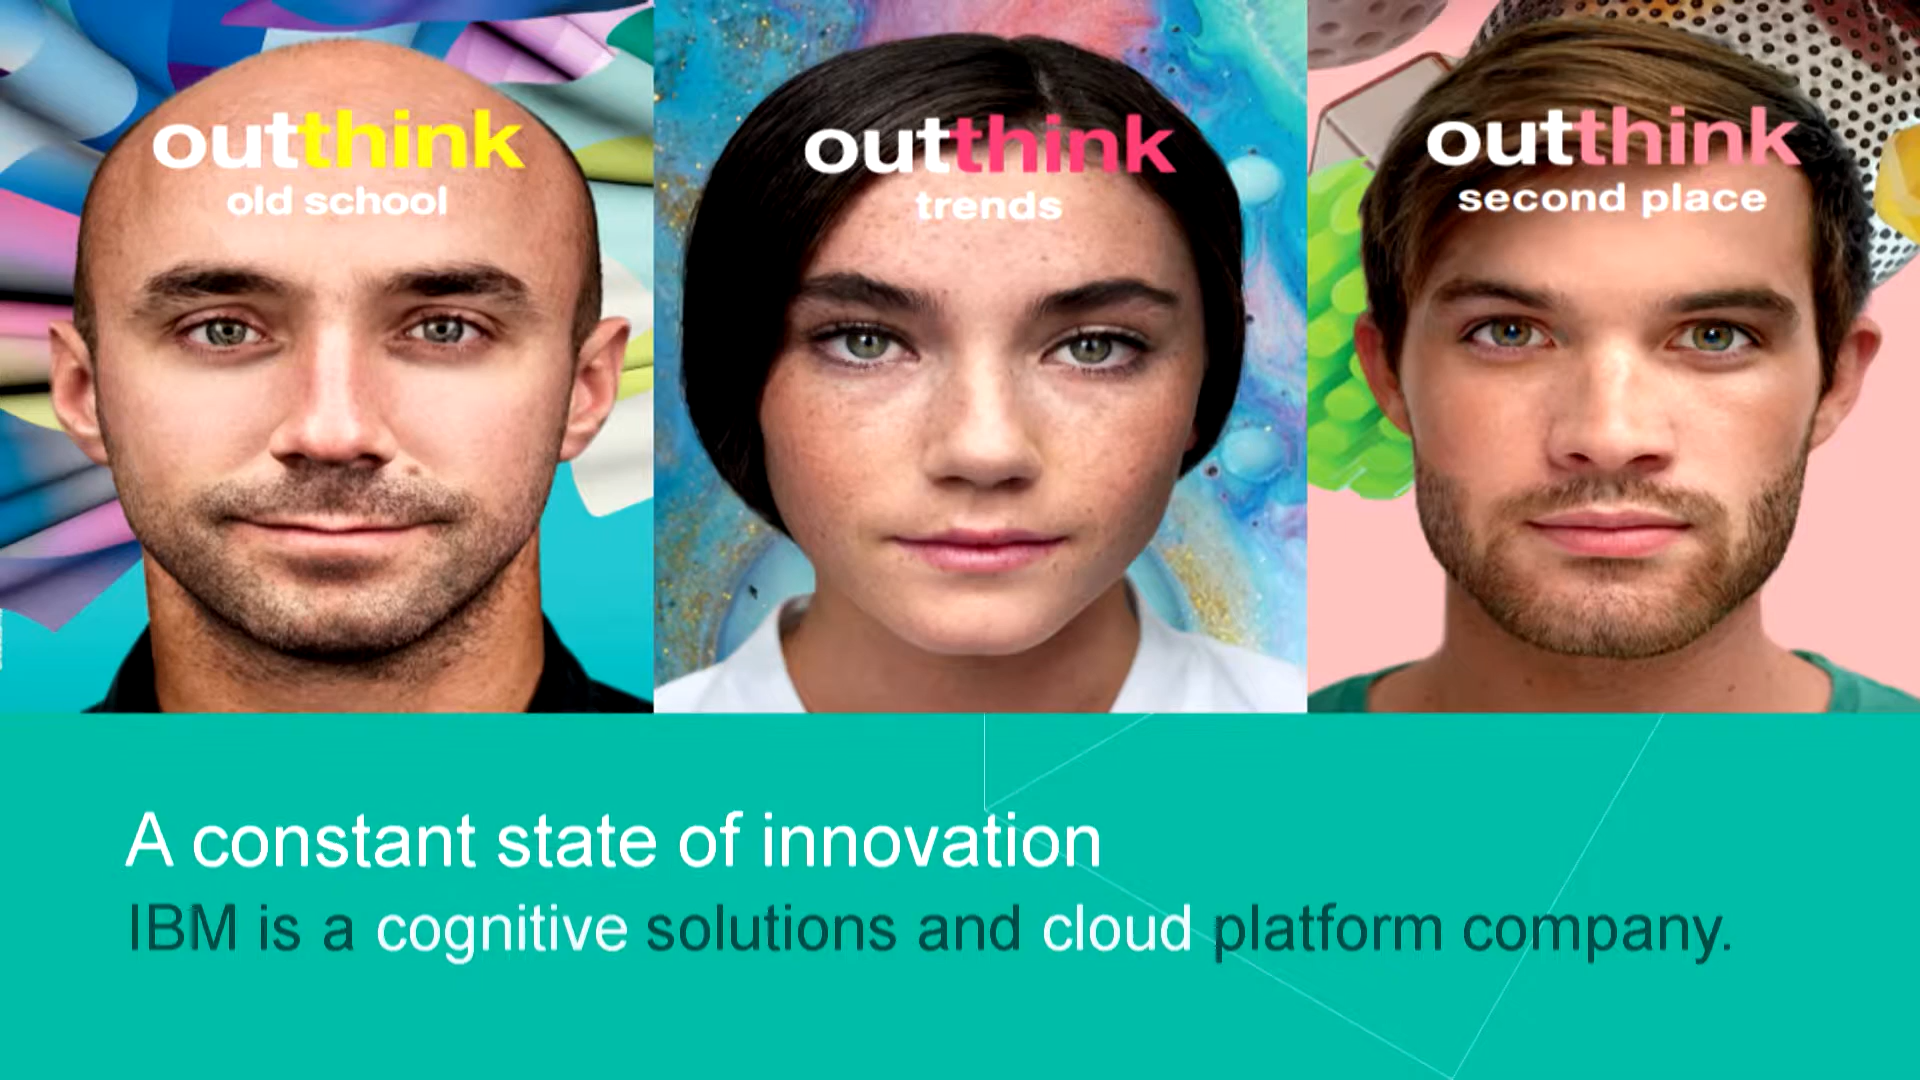 outthink
old school
outthink
trends
outthink
second place
A constant state of innovation
IBM is a cognitive solutions and cloud platform company.